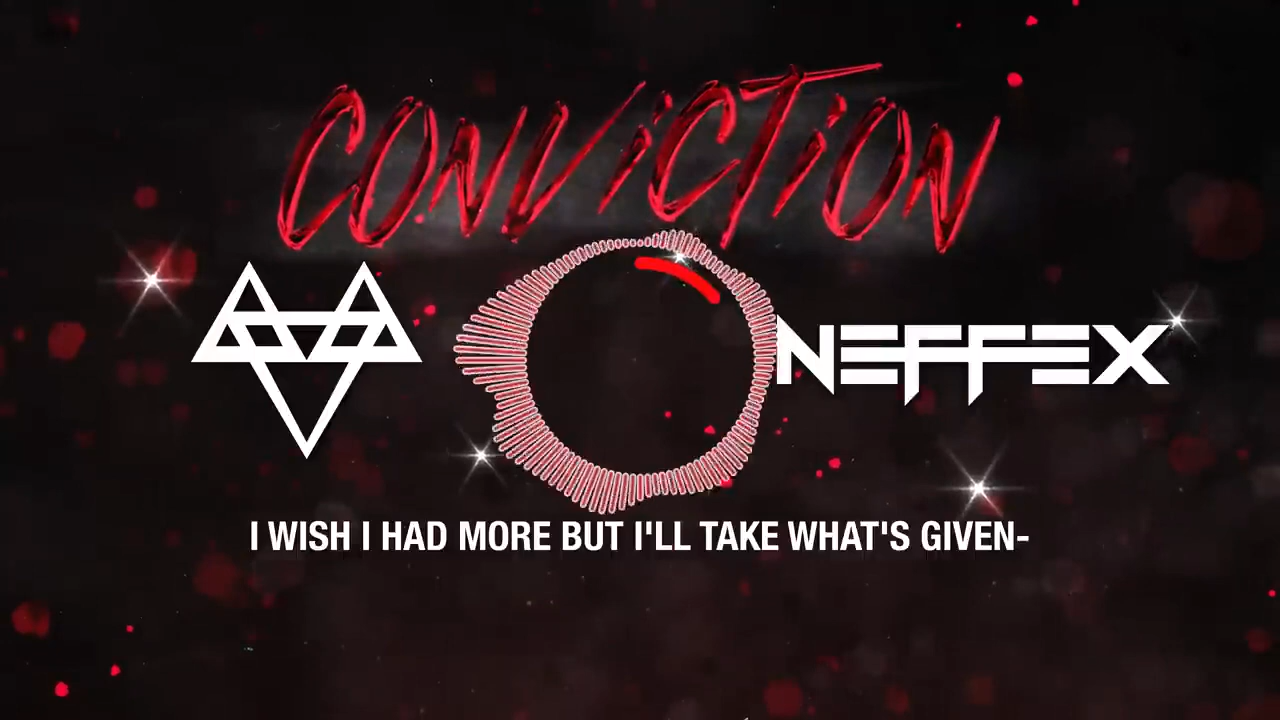 CONViCTiON
NEFFEX
I WISH I HAD MORE BUT I'LL TAKE WHAT'S GIVEN-